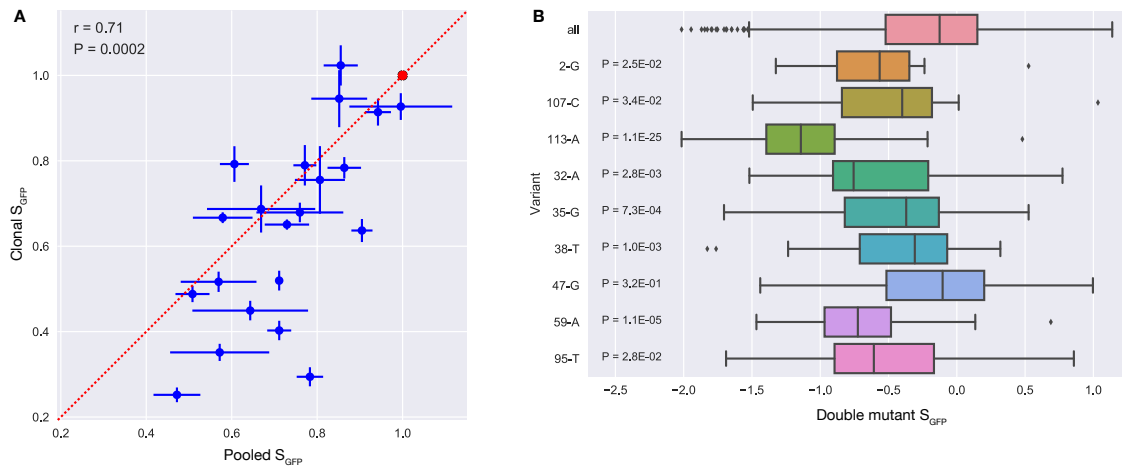 A
r = 0.71
P = 0.0002
Clonal S_GFP
1.0
0.8
0.6
0.4
0.2
0.2
0.4
0.6
0.8
1.0
Pooled S_GFP
B
Variant
all
2-G
P = 2.5E-02
107-C
P = 3.4E-02
113-A
P = 1.1E-25
32-A
P = 2.8E-03
35-G
P = 7.3E-04
38-T
P = 1.0E-03
47-G
P = 3.2E-01
59-A
P = 1.1E-05
95-T
P = 2.8E-02
−2.5
−2.0
−1.5
−1.0
−0.5
0.0
0.5
1.0
Double mutant S_GFP